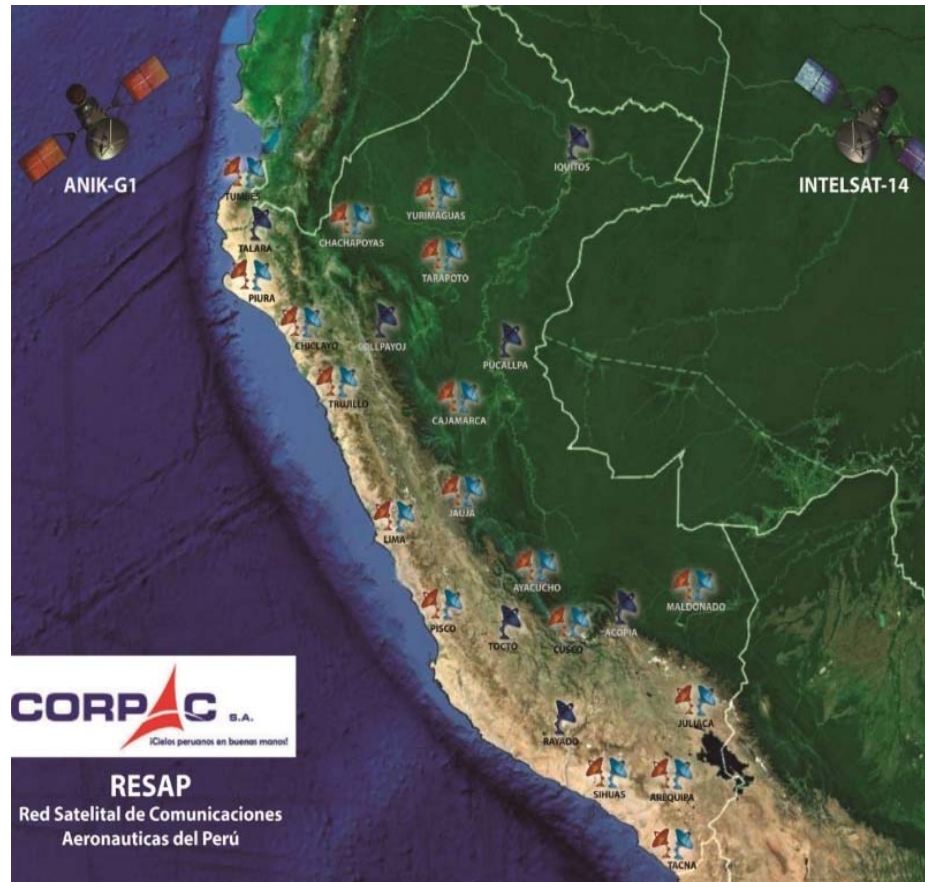 ANIK-G1
INTELSAT-14
IQUITOS
TUMBES
YURIMAGUAS
CHACHAPOYAS
TALARA
TARAPOTO
PIURA
CHICLAYO
COLLPAYOJ
PUCALLPA
TRUJILLO
CAJAMARCA
JAUJA
LIMA
AYACUCHO
MALDONADO
PISCO
TOCTO
CUSCO
ACOPIA
CORPAC S.A.
¡Cielos peruanos en buenas manos!
JULIACA
RAYADO
SIHUAS
AREQUIPA
RESAP
Red Satelital de Comunicaciones
Aeronauticas del Perú
TACNA